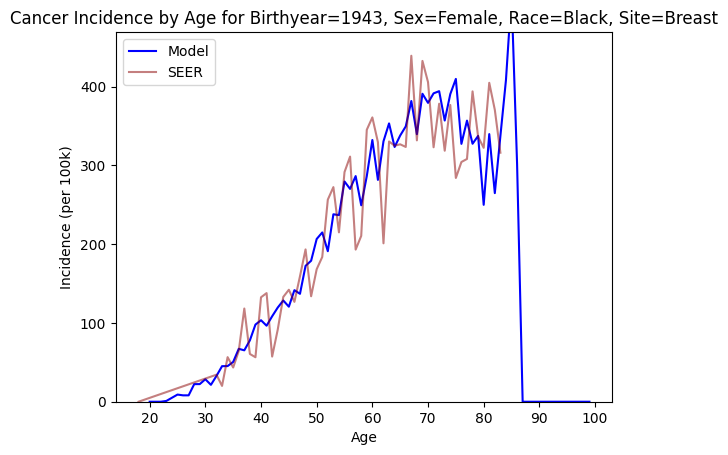 Cancer Incidence by Age for Birthyear=1943, Sex=Female, Race=Black, Site=Breast
Model
SEER
400
300
200
100
0
Incidence (per 100k)
20 30 40 50 60 70 80 90 100
Age